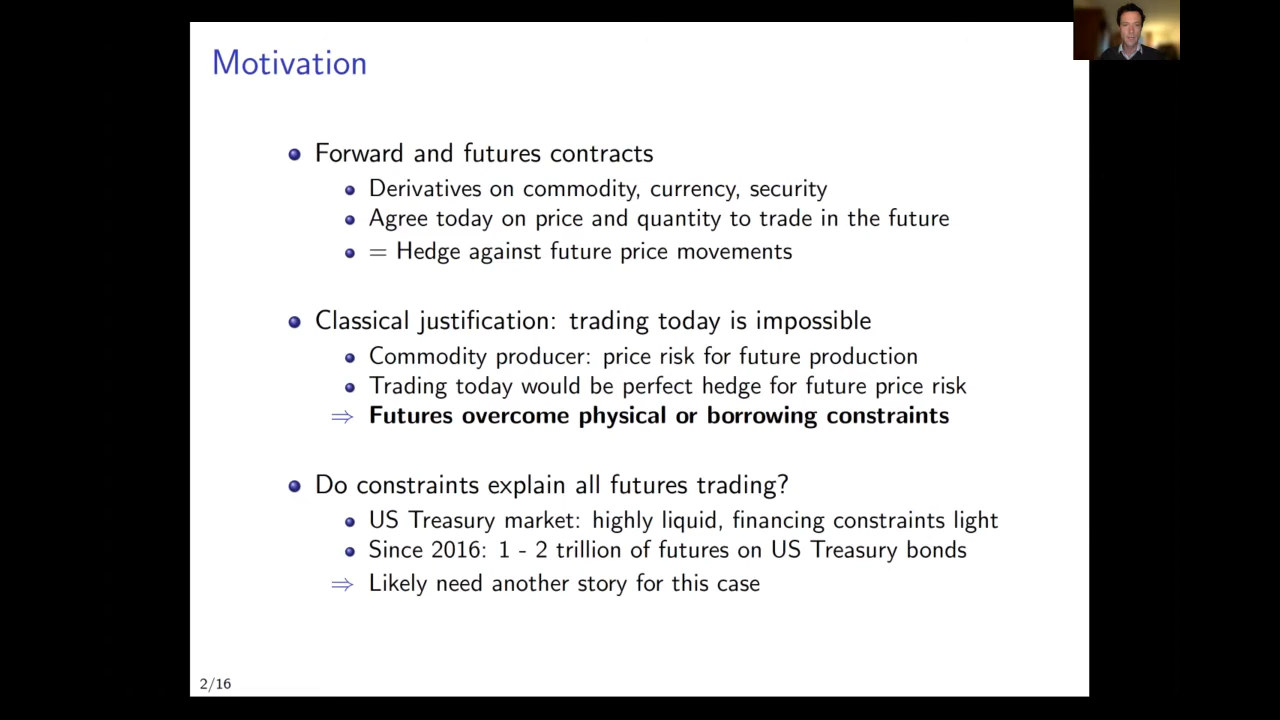 Motivation
Forward and futures contracts
Derivatives on commodity, currency, security
Agree today on price and quantity to trade in the future
= Hedge against future price movements
Classical justification: trading today is impossible
Commodity producer: price risk for future production
Trading today would be perfect hedge for future price risk
⇒ Futures overcome physical or borrowing constraints
Do constraints explain all futures trading?
US Treasury market: highly liquid, financing constraints light
Since 2016: 1 - 2 trillion of futures on US Treasury bonds
⇒ Likely need another story for this case
2/16